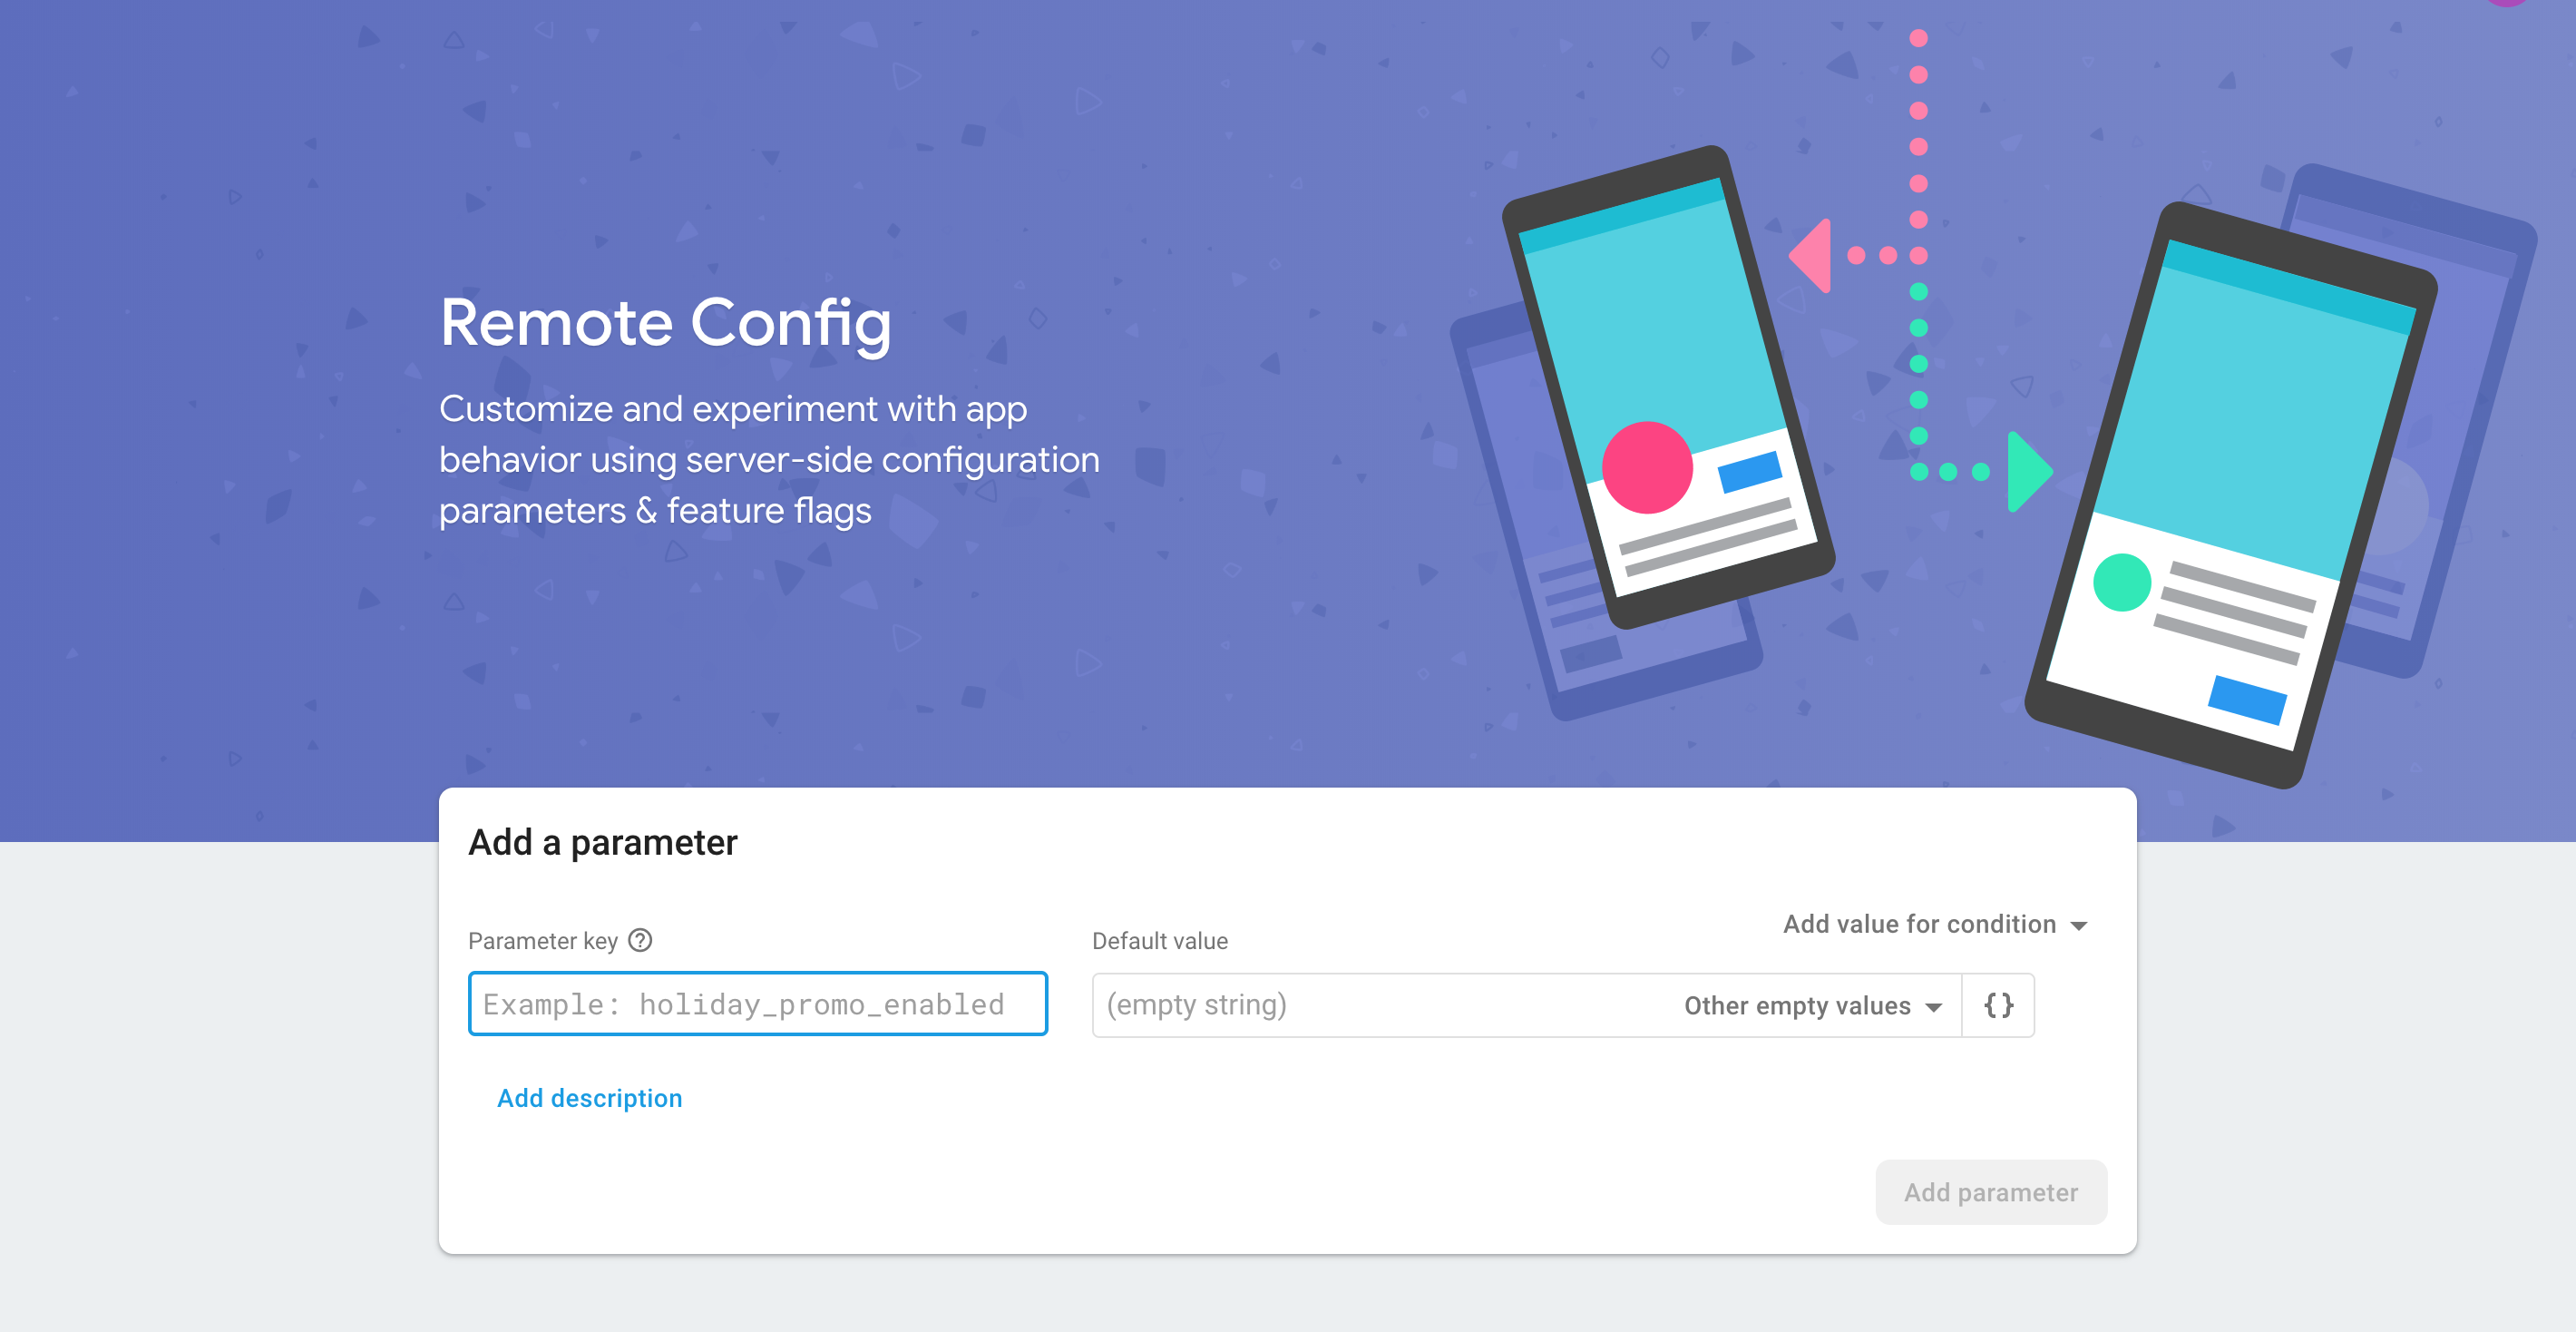 Remote Config
Customize and experiment with app
behavior using server-side configuration
parameters & feature flags
Add a parameter
Add value for condition
Parameter key
Default value
Example: holiday_promo_enabled
(empty string)
Other empty values
{}
Add description
Add parameter